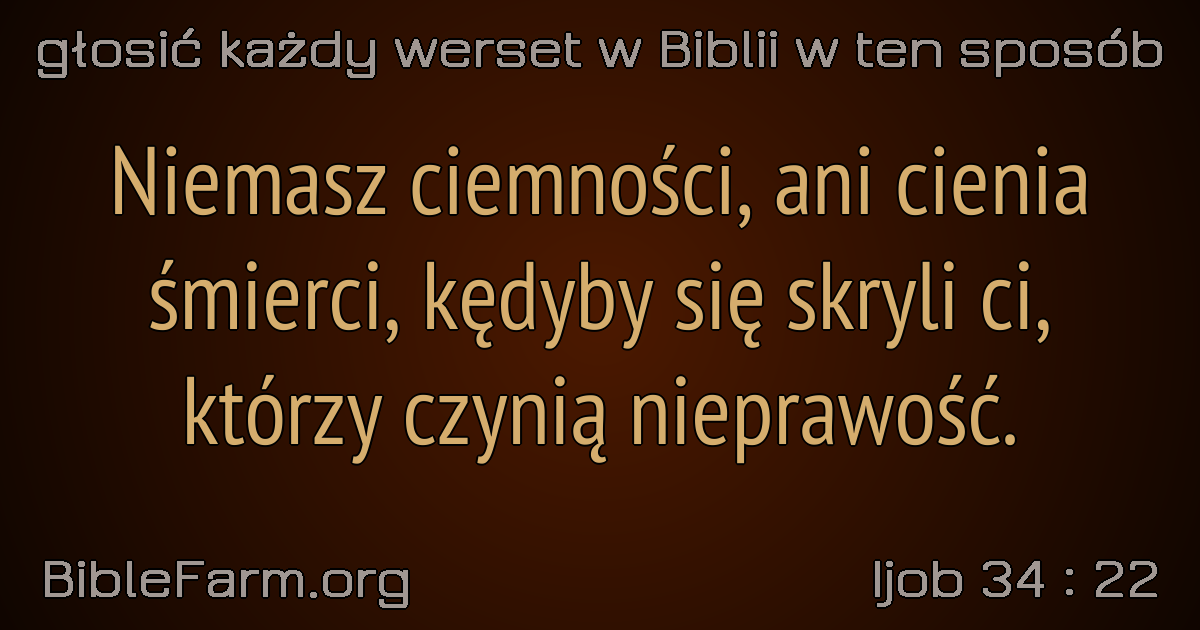 głosić każdy werset w Biblii w ten sposób
Niemasz ciemności, ani cienia
śmierci, kędyby się skryli ci,
którzy czynią nieprawość.
BibleFarm.org
Ijob 34 : 22